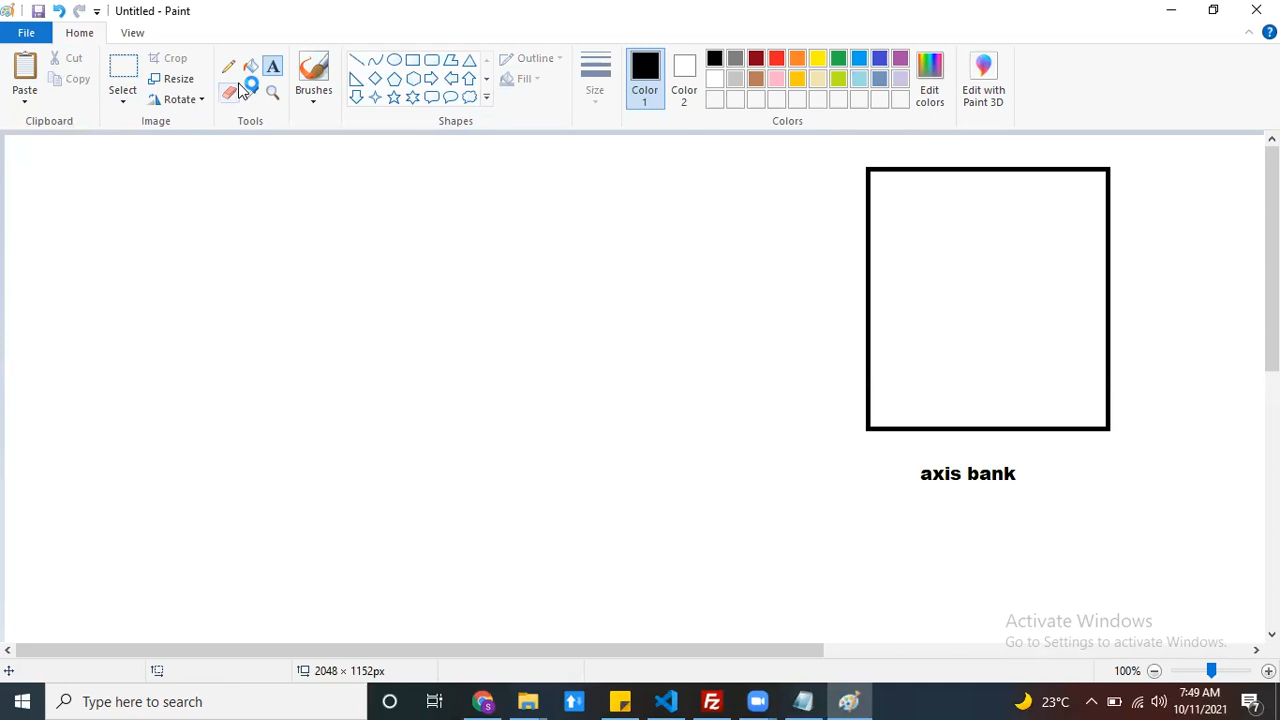 Untitled - Paint
File Home View
Paste
Cut
Copy
Clipboard
Select
Crop
Resize
Rotate
Image
A
Tools
Brushes
Shapes
Outline
Fill
Size
Color 1
Color 2
Edit colors
Colors
Edit with Paint 3D
axis bank
Activate Windows
Go to Settings to activate Windows.
2048 × 1152px
100%
Type here to search
23°C
7:49 AM
10/11/2021
7